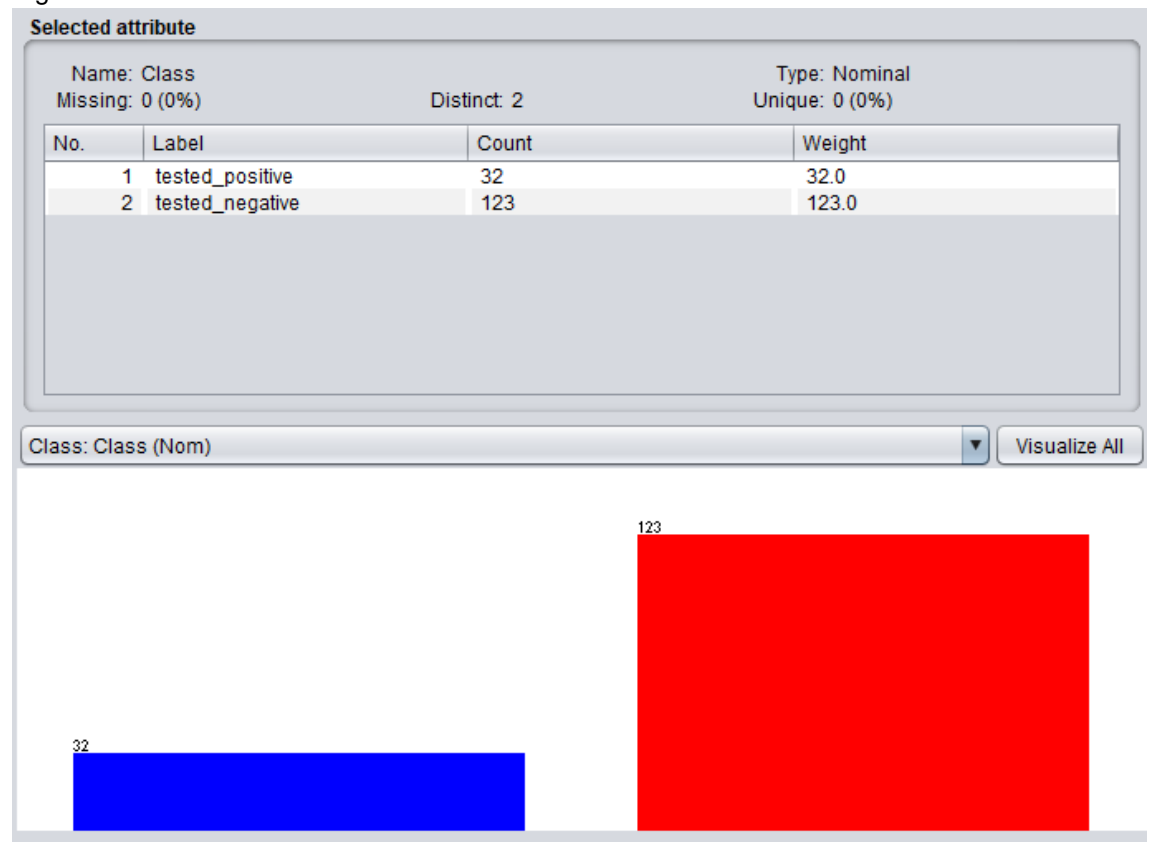 Selected attribute
Name: Class Type: Nominal
Missing: 0 (0%) Distinct: 2 Unique: 0 (0%)
No. Label Count Weight
1 tested_positive 32 32.0
2 tested_negative 123 123.0
Class: Class (Nom) Visualize All
123
32